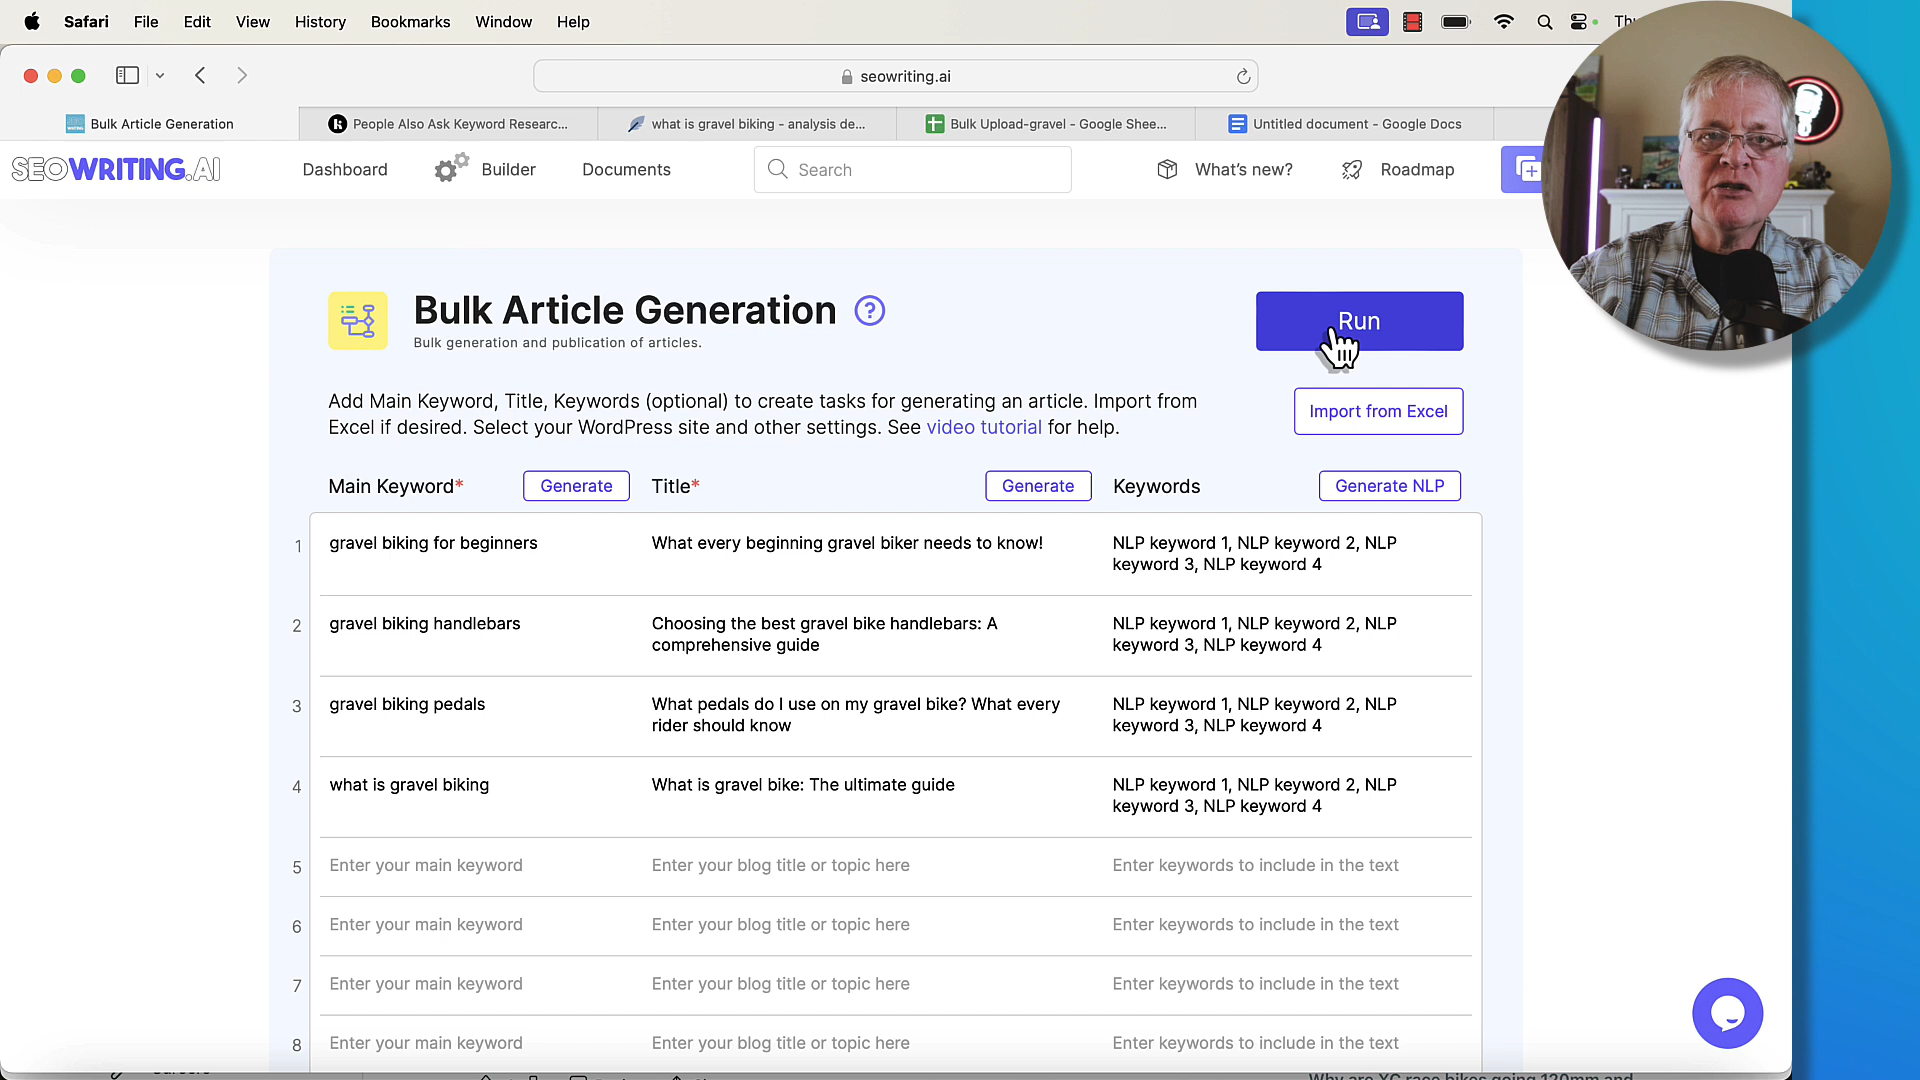 Safari File Edit View History Bookmarks Window Help
seowriting.ai
Bulk Article Generation
People Also Ask Keyword Researc...
what is gravel biking - analysis de...
Bulk Upload-gravel - Google Shee...
Untitled document - Google Docs
SEOWRITING.AI
Dashboard
Builder
Documents
Search
What's new?
Roadmap
Bulk Article Generation ?
Bulk generation and publication of articles.
Run
Add Main Keyword, Title, Keywords (optional) to create tasks for generating an article. Import from
Excel if desired. Select your WordPress site and other settings. See video tutorial for help.
Import from Excel
Main Keyword* Generate Title* Generate Keywords Generate NLP
1 gravel biking for beginners What every beginning gravel biker needs to know! NLP keyword 1, NLP keyword 2, NLP
keyword 3, NLP keyword 4
2 gravel biking handlebars Choosing the best gravel bike handlebars: A NLP keyword 1, NLP keyword 2, NLP
comprehensive guide keyword 3, NLP keyword 4
3 gravel biking pedals What pedals do I use on my gravel bike? What every NLP keyword 1, NLP keyword 2, NLP
rider should know keyword 3, NLP keyword 4
4 what is gravel biking What is gravel bike: The ultimate guide NLP keyword 1, NLP keyword 2, NLP
keyword 3, NLP keyword 4
5 Enter your main keyword Enter your blog title or topic here Enter keywords to include in the text
6 Enter your main keyword Enter your blog title or topic here Enter keywords to include in the text
7 Enter your main keyword Enter your blog title or topic here Enter keywords to include in the text
8 Enter your main keyword Enter your blog title or topic here Enter keywords to include in the text
Why are XC race bikes going 120mm and